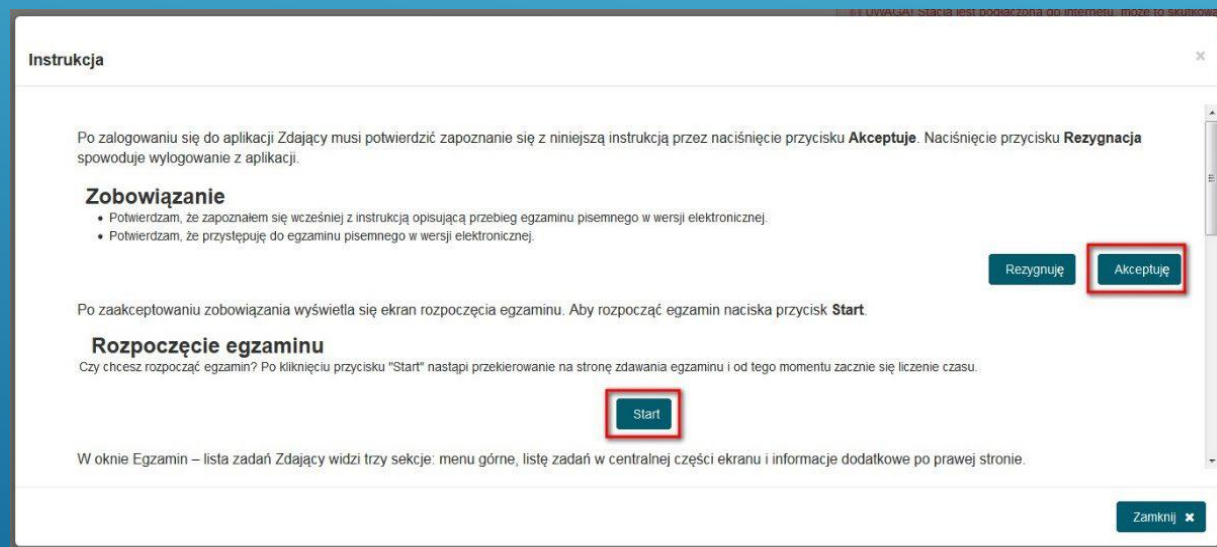 UWAGA! Stacja jest podłączona do internetu, może to skutkowa
Instrukcja
Po zalogowaniu się do aplikacji Zdający musi potwierdzić zapoznanie się z niniejszą instrukcją przez naciśnięcie przycisku Akceptuje. Naciśnięcie przycisku Rezygnacja
spowoduje wylogowanie z aplikacji.
Zobowiązanie
• Potwierdzam, że zapoznałem się wcześniej z instrukcją opisującą przebieg egzaminu pisemnego w wersji elektronicznej.
• Potwierdzam, że przystępuję do egzaminu pisemnego w wersji elektronicznej.
Rezygnuję Akceptuję
Po zaakceptowaniu zobowiązania wyświetla się ekran rozpoczęcia egzaminu. Aby rozpocząć egzamin naciska przycisk Start.
Rozpoczęcie egzaminu
Czy chcesz rozpocząć egzamin? Po kliknięciu przycisku "Start" nastąpi przekierowanie na stronę zdawania egzaminu i od tego momentu zacznie się liczenie czasu.
Start
W oknie Egzamin – lista zadań Zdający widzi trzy sekcje: menu górne, listę zadań w centralnej części ekranu i informacje dodatkowe po prawej stronie.
Zamknij